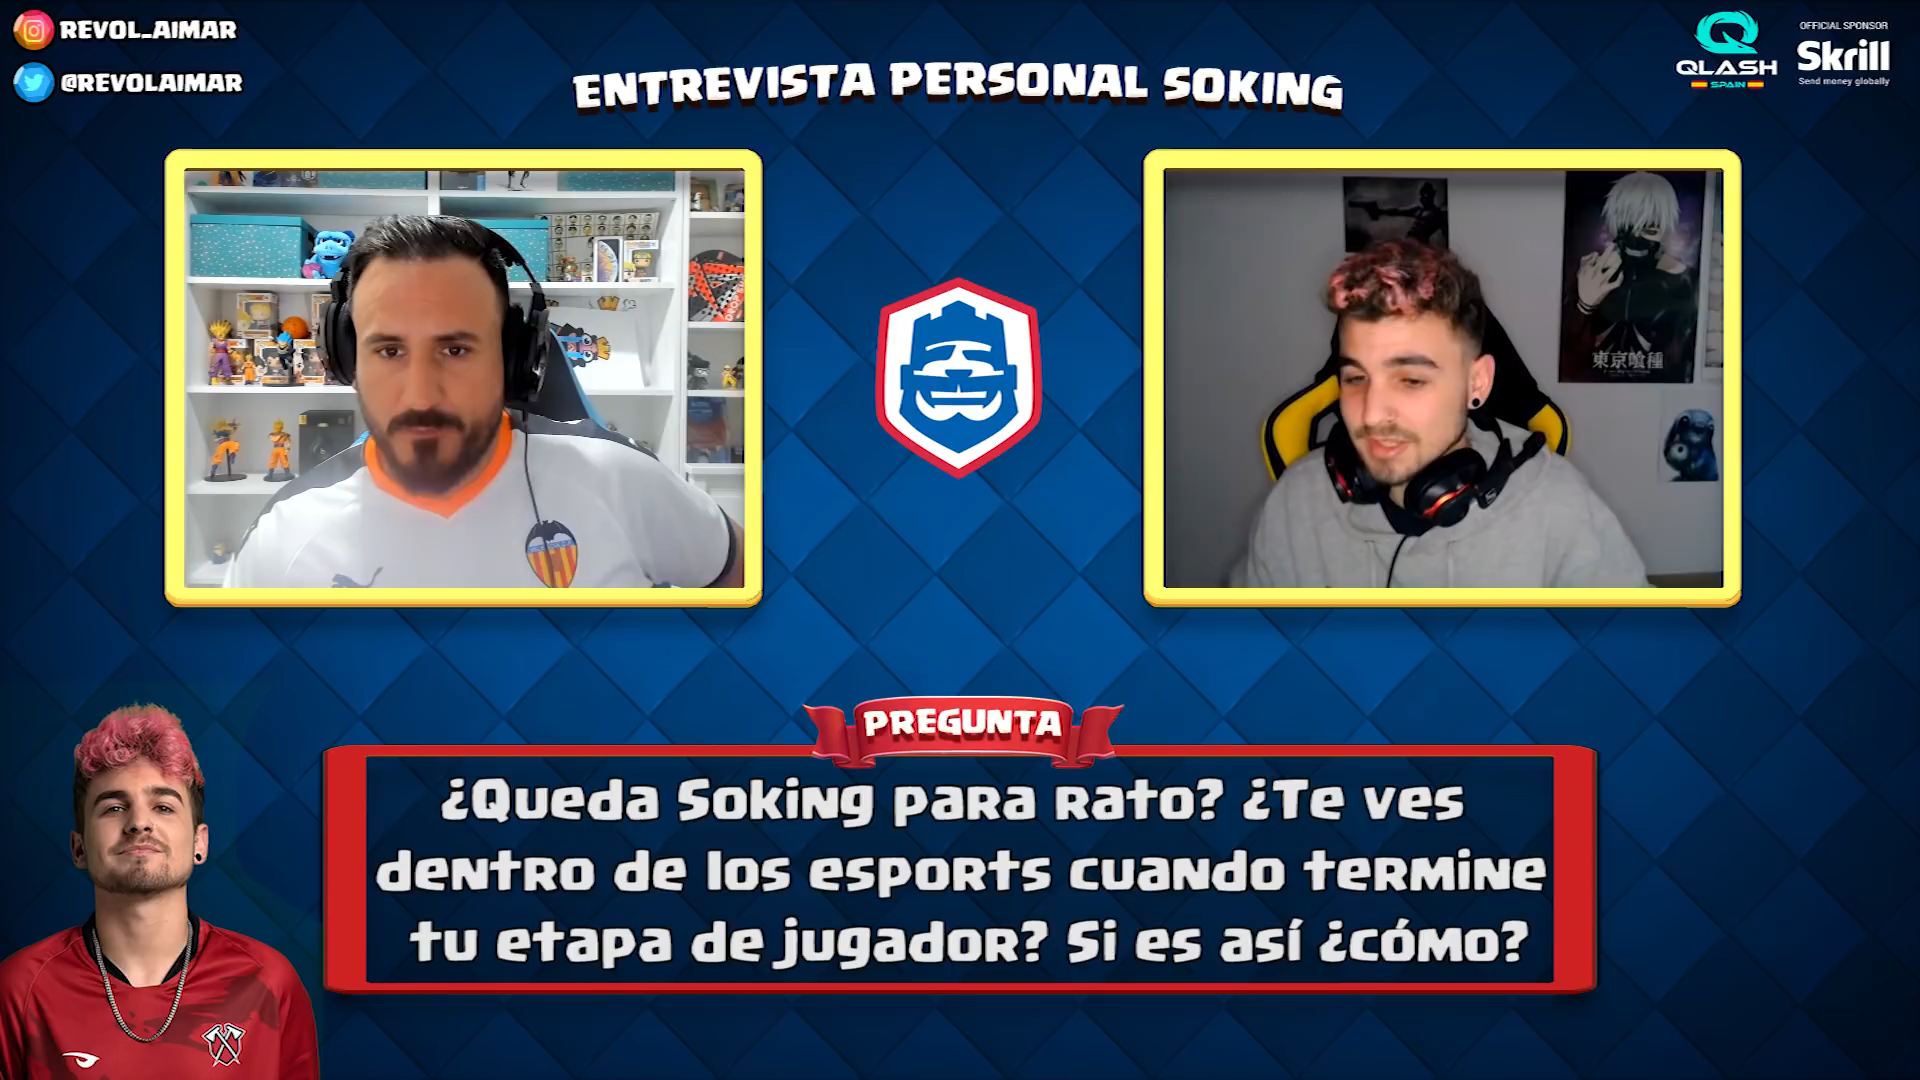 REVOL_AIMAR
@REVOLAIMAR
ENTREVISTA PERSONAL SOKING
QLASH
SPAIN
OFFICIAL SPONSOR
Skrill
Send money globally
東京喰種
PREGUNTA
¿Queda Soking para rato? ¿Te ves
dentro de los esports cuando termine
tu etapa de jugador? Si es así ¿cómo?